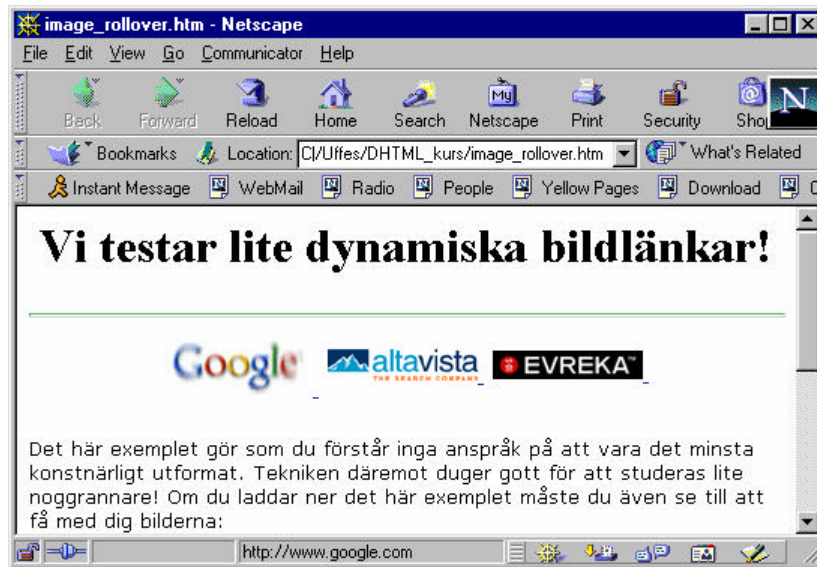 image_rollover.htm - Netscape
File Edit View Go Communicator Help
Back Forward Reload Home Search Netscape Print Security
My
N
Bookmarks Location: C|/Uffes/DHTML_kurs/image_rollover.htm What's Related
Instant Message WebMail Radio People Yellow Pages Download
Vi testar lite dynamiska bildlänkar!
Google altavista EVREKA™
THE SEARCH COMPANY
Det här exemplet gör som du förstår inga anspråk på att vara det minsta
konstnärligt utformat. Tekniken däremot duger gott för att studeras lite
noggrannare! Om du laddar ner det här exemplet måste du även se till att
få med dig bilderna:
http://www.google.com